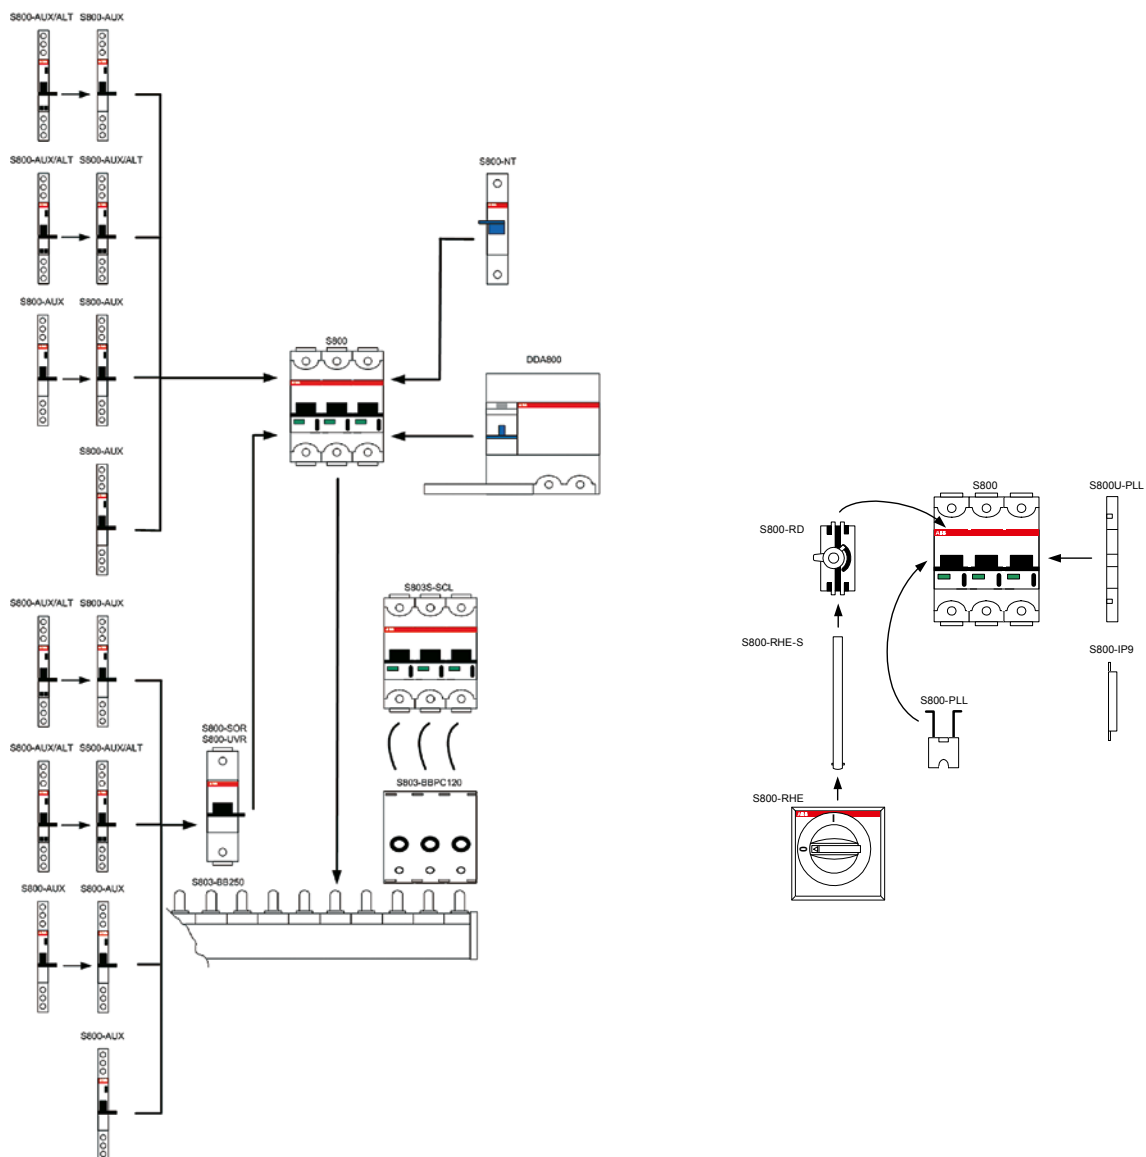 S800-AUX/ALT S800-AUX
S800-AUX/ALT S800-AUX/ALT
S800-NT
S800-AUX S800-AUX
S800
DDA800
S800-AUX
S800
S800U-PLL
S800-RD
S803S-SCL
S800-AUX/ALT S800-AUX
S800-RHE-S
S800-IP9
S800-PLL
S800-SOR
S800-UVR
S800-AUX/ALT S800-AUX/ALT
S803-BBPC120
S800-RHE
ABB
I
O
S803-BB250
S800-AUX S800-AUX
S800-AUX